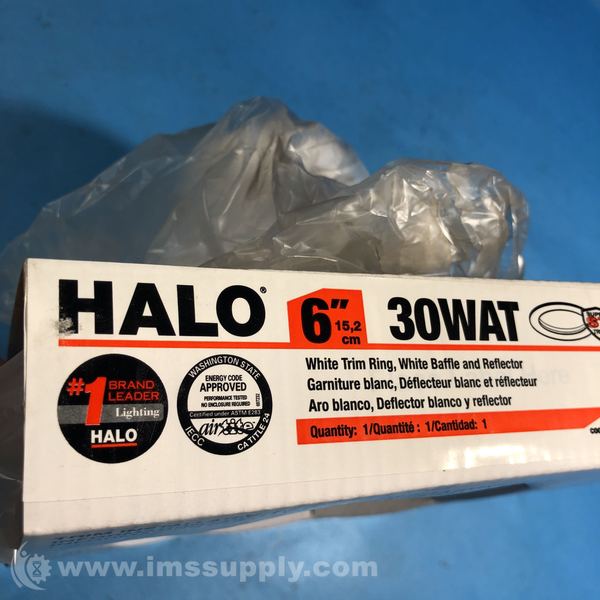 HALO®
6"
15,2
cm
30WAT
White Trim Ring, White Baffle and Reflector
Garniture blanc, Déflecteur blanc et réflecteur
Aro blanco, Deflector blanco y reflector
Quantity: 1/Quantité : 1/Cantidad: 1
#1 BRAND
LEADER
Lighting
HALO
WASHINGTON STATE
ENERGY CODE
APPROVED
PERFORMANCE TESTED
NO ENCLOSURE REQUIRED
Certified under ASTM E283
IECC
CA TITLE 24
www.imssupply.com